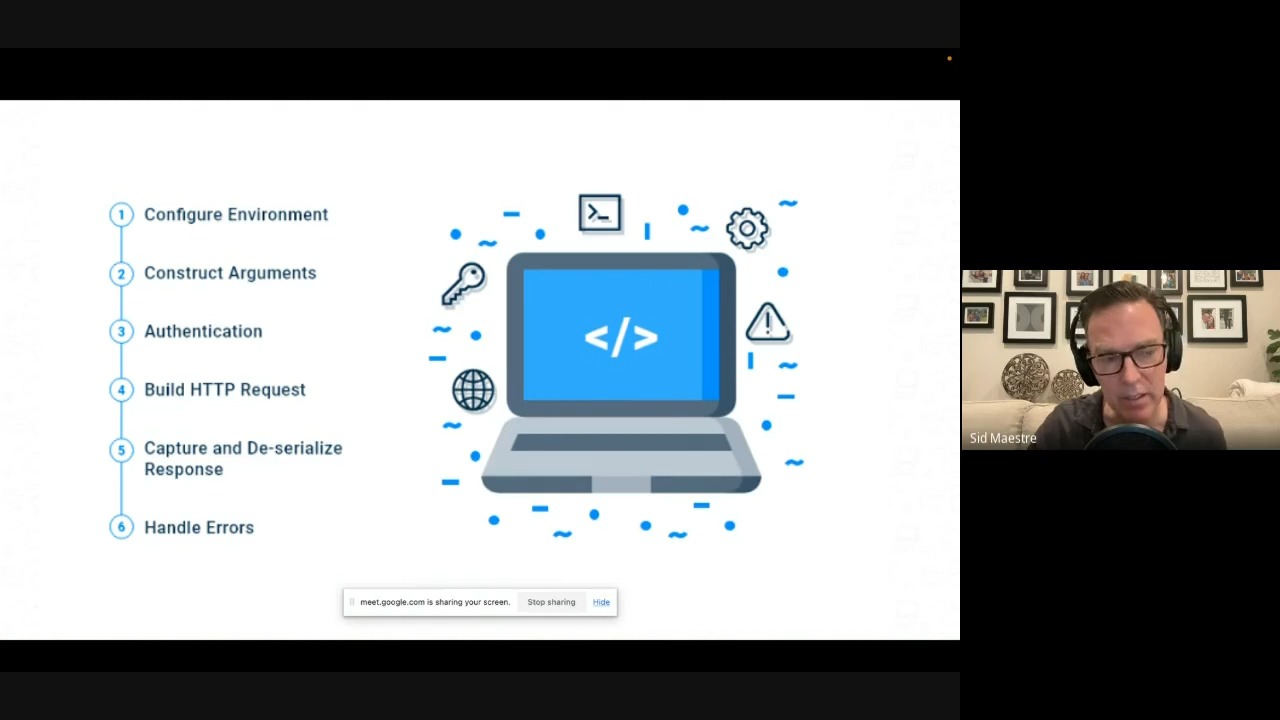 1 Configure Environment
2 Construct Arguments
3 Authentication
4 Build HTTP Request
5 Capture and De-serialize
Response
6 Handle Errors
>_
</>
!
meet.google.com is sharing your screen. Stop sharing Hide
Sid Maestre